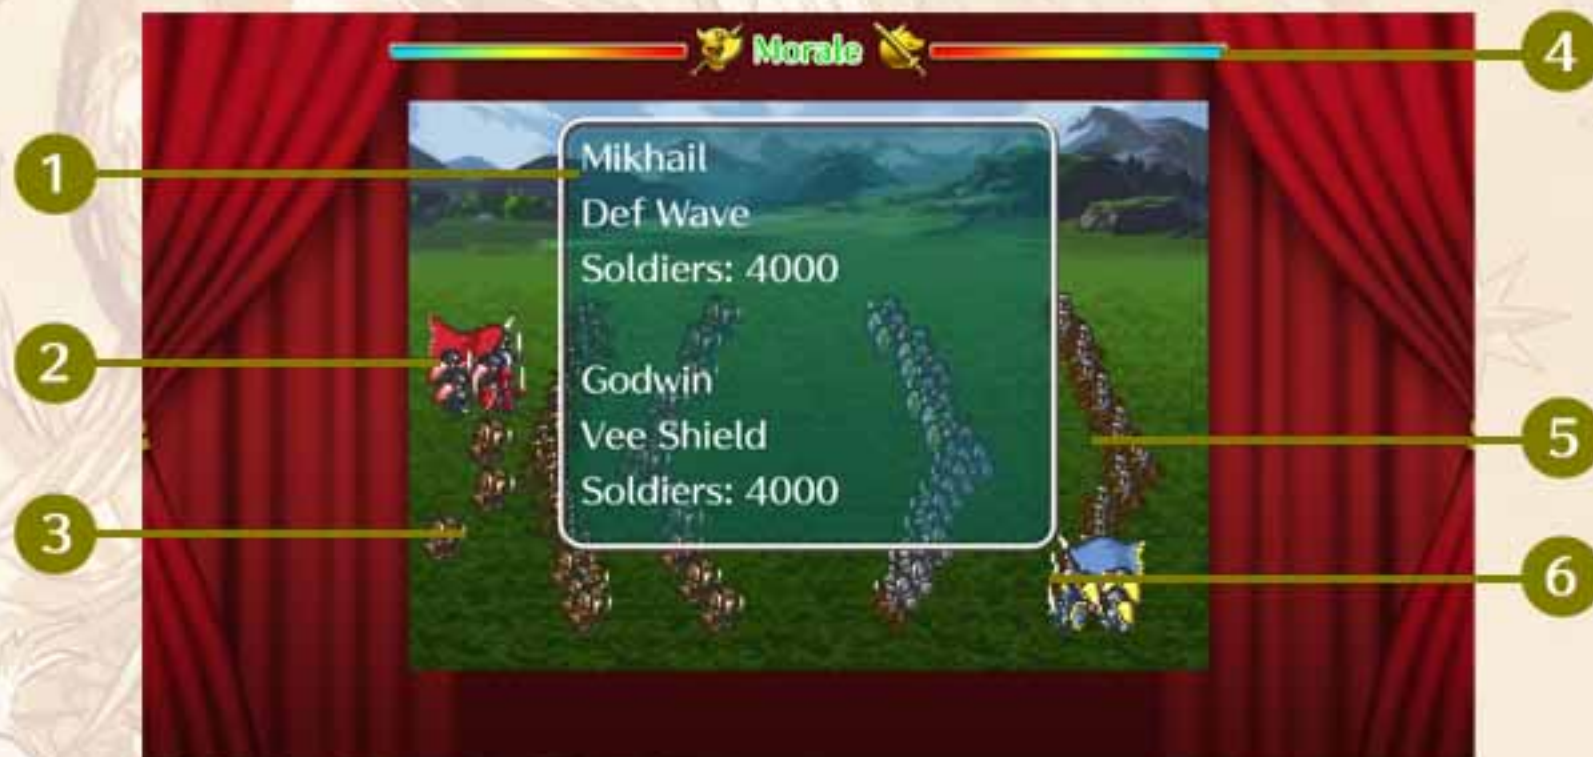 Morale
4
1
Mikhail
Def Wave
Soldiers: 4000
2
Godwin
Vee Shield
5
Soldiers: 4000
3
6